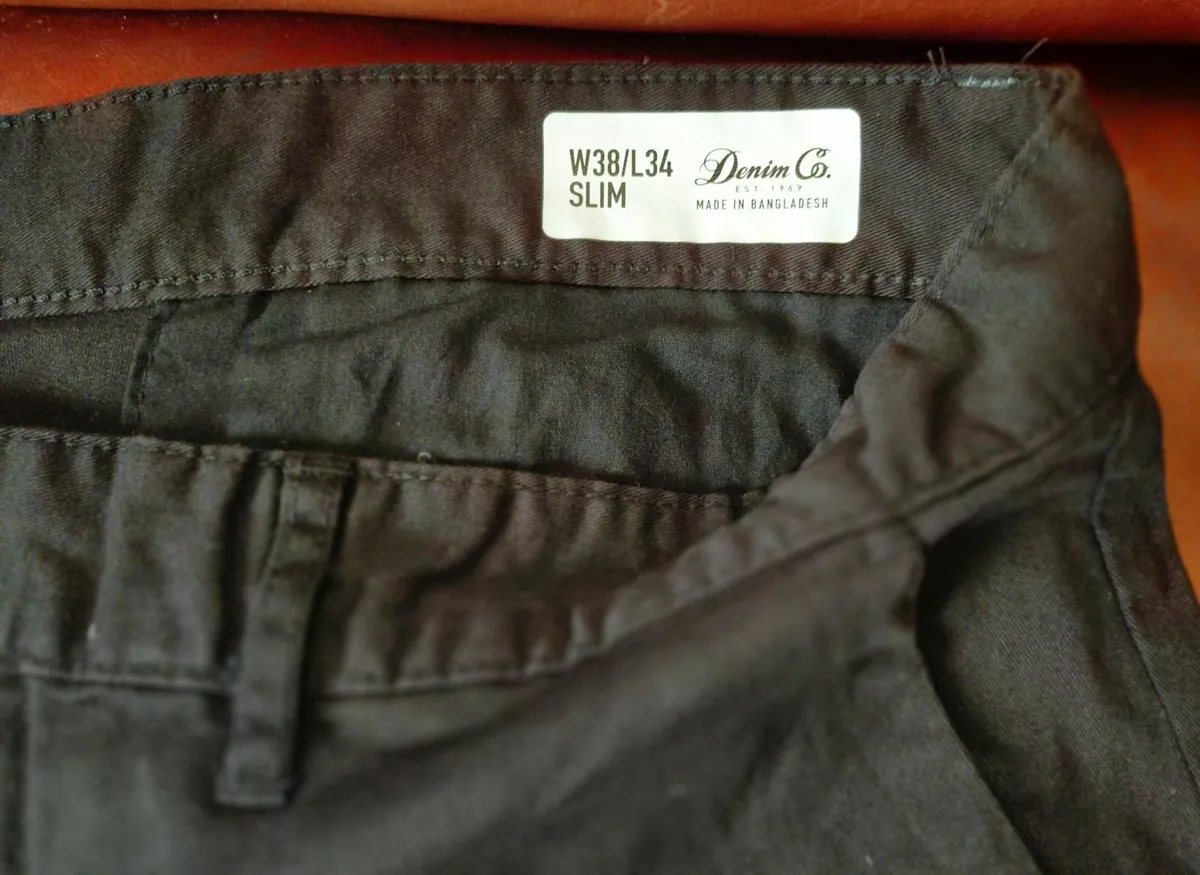 W38/L34
SLIM
Denim Co.
EST. 1969
MADE IN BANGLADESH